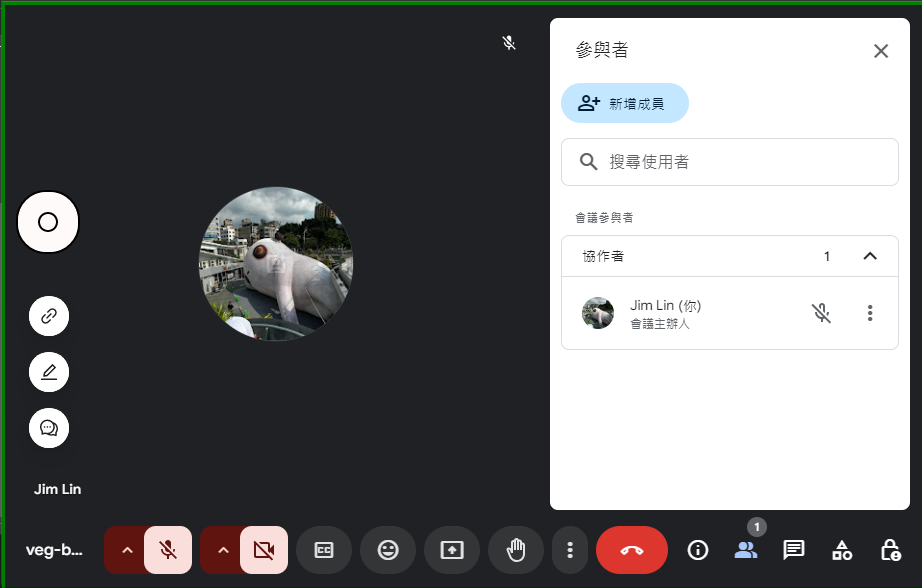 參與者
新增成員
搜尋使用者
會議參與者
協作者 1
Jim Lin (你)
會議主辦人
Jim Lin
veg-b...
CC
1